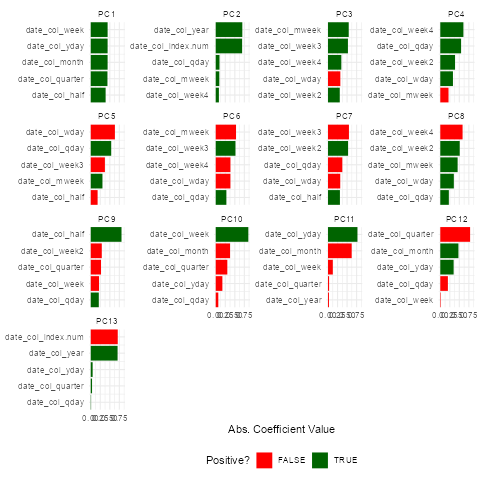 PC1
date_col_week
date_col_yday
date_col_month
date_col_quarter
date_col_half
PC2
date_col_year
date_col_index.num
date_col_qday
date_col_mweek
date_col_week4
PC3
date_col_mweek
date_col_week3
date_col_week4
date_col_wday
date_col_week2
PC4
date_col_week4
date_col_qday
date_col_week2
date_col_wday
date_col_mweek
PC5
date_col_wday
date_col_qday
date_col_week3
date_col_mweek
date_col_half
PC6
date_col_mweek
date_col_week3
date_col_week4
date_col_wday
date_col_qday
PC7
date_col_week3
date_col_week2
date_col_qday
date_col_wday
date_col_half
PC8
date_col_week4
date_col_week2
date_col_mweek
date_col_wday
date_col_qday
PC9
date_col_half
date_col_week2
date_col_quarter
date_col_week
date_col_qday
PC10
date_col_week
date_col_month
date_col_quarter
date_col_yday
date_col_qday
0.000.250.500.75
PC11
date_col_yday
date_col_month
date_col_week
date_col_quarter
date_col_year
0.000.250.500.75
PC12
date_col_quarter
date_col_month
date_col_yday
date_col_qday
date_col_week
0.000.250.500.75
PC13
date_col_index.num
date_col_year
date_col_yday
date_col_quarter
date_col_qday
0.000.250.500.75
Abs. Coefficient Value
Positive? FALSE TRUE